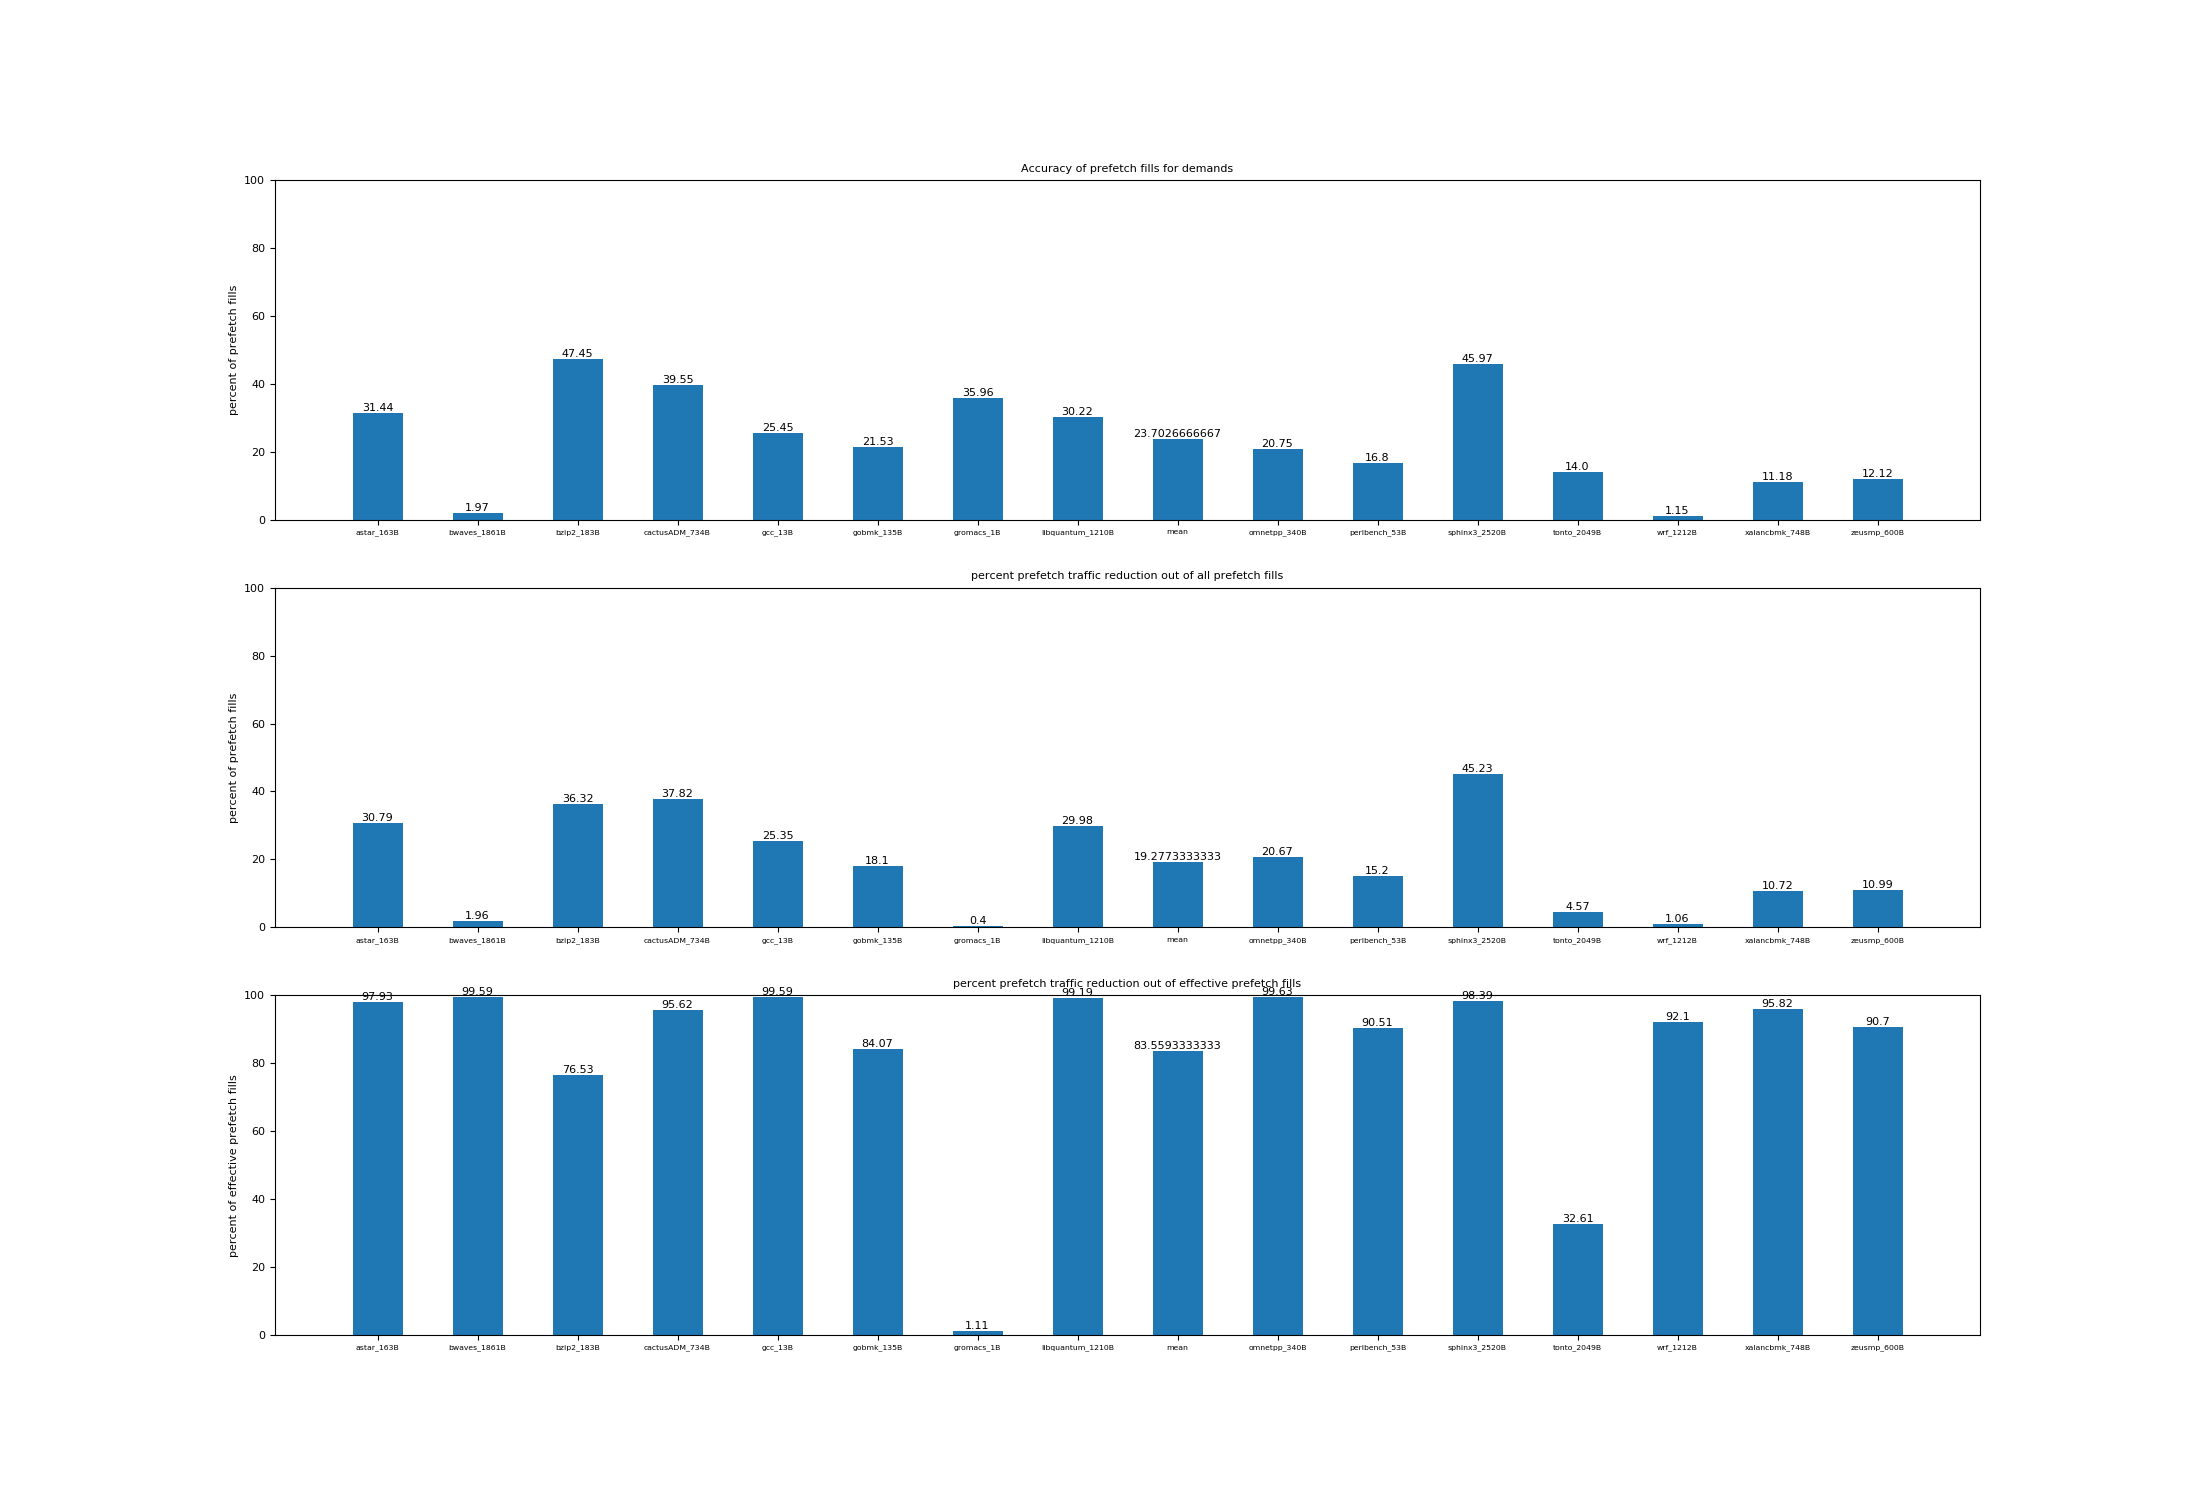 Accuracy of prefetch fills for demands
percent of prefetch fills
100
80
60
40
20
0
31.44 1.97 47.45 39.55 25.45 21.53 35.96 30.22 23.7026666667 20.75 16.8 45.97 14.0 1.15 11.18 12.12
astar_163B bwaves_1861B bzip2_183B cactusADM_734B gcc_13B gobmk_135B gromacs_1B libquantum_1210B mean omnetpp_340B perlbench_53B sphinx3_2520B tonto_2049B wrf_1212B xalancbmk_748B zeusmp_600B
percent prefetch traffic reduction out of all prefetch fills
percent of prefetch fills
100
80
60
40
20
0
30.79 1.96 36.32 37.82 25.35 18.1 0.4 29.98 19.2773333333 20.67 15.2 45.23 4.57 1.06 10.72 10.99
astar_163B bwaves_1861B bzip2_183B cactusADM_734B gcc_13B gobmk_135B gromacs_1B libquantum_1210B mean omnetpp_340B perlbench_53B sphinx3_2520B tonto_2049B wrf_1212B xalancbmk_748B zeusmp_600B
percent prefetch traffic reduction out of effective prefetch fills
percent of effective prefetch fills
100
80
60
40
20
0
97.93 99.59 76.53 95.62 99.59 84.07 1.11 99.19 83.5593333333 99.63 90.51 98.39 32.61 92.1 95.82 90.7
astar_163B bwaves_1861B bzip2_183B cactusADM_734B gcc_13B gobmk_135B gromacs_1B libquantum_1210B mean omnetpp_340B perlbench_53B sphinx3_2520B tonto_2049B wrf_1212B xalancbmk_748B zeusmp_600B